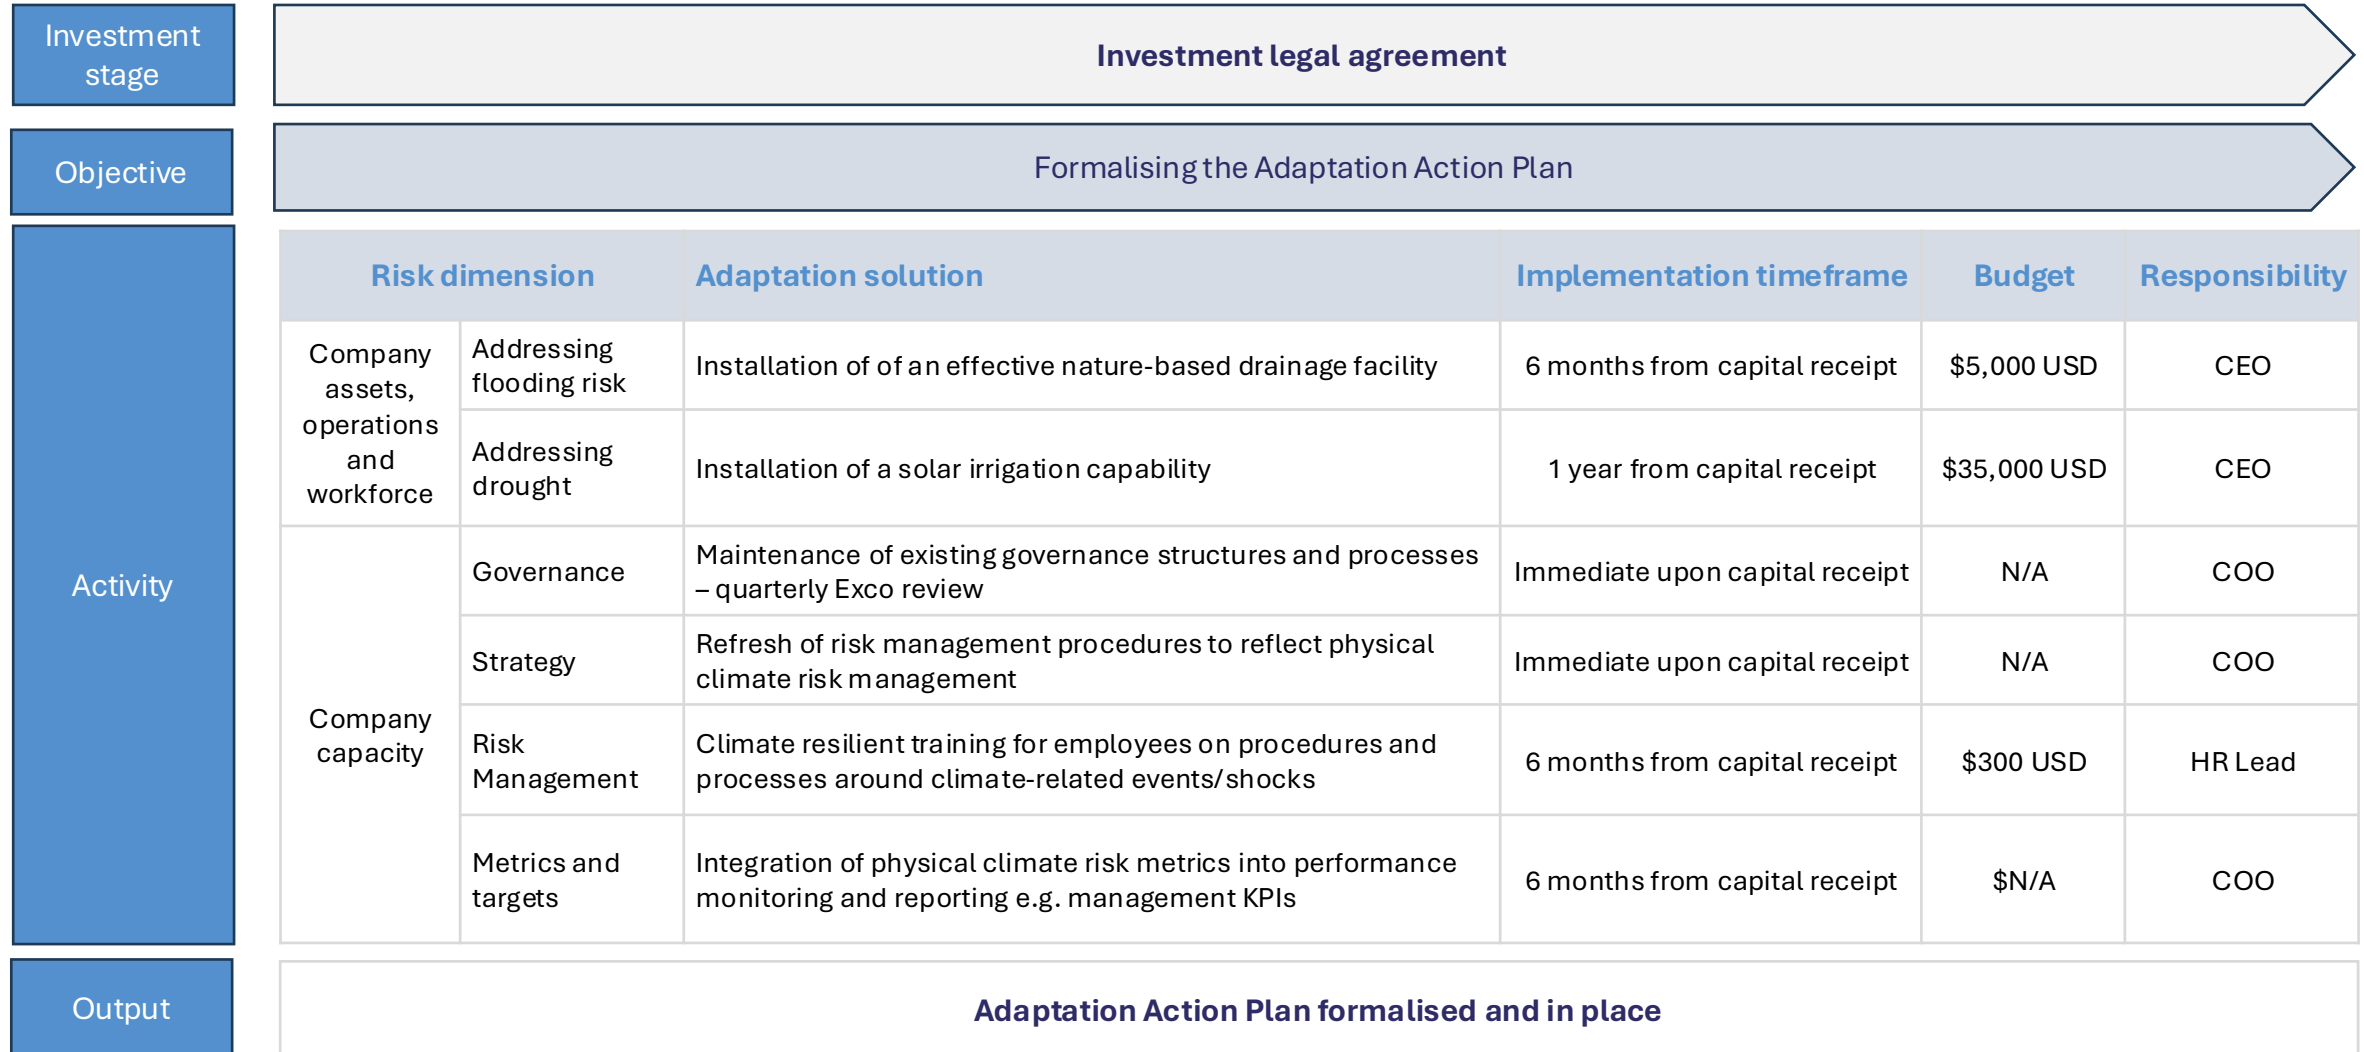 Investment
stage
Investment legal agreement
Objective
Formalising the Adaptation Action Plan
Activity
Risk dimension
Adaptation solution
Implementation timeframe
Budget
Responsibility
Company
assets,
operations
and
workforce
Addressing
flooding risk
Installation of of an effective nature-based drainage facility
6 months from capital receipt
$5,000 USD
CEO
Addressing
drought
Installation of a solar irrigation capability
1 year from capital receipt
$35,000 USD
CEO
Company
capacity
Governance
Maintenance of existing governance structures and processes
– quarterly Exco review
Immediate upon capital receipt
N/A
COO
Strategy
Refresh of risk management procedures to reflect physical
climate risk management
Immediate upon capital receipt
N/A
COO
Risk
Management
Climate resilient training for employees on procedures and
processes around climate-related events/shocks
6 months from capital receipt
$300 USD
HR Lead
Metrics and
targets
Integration of physical climate risk metrics into performance
monitoring and reporting e.g. management KPIs
6 months from capital receipt
$N/A
COO
Output
Adaptation Action Plan formalised and in place